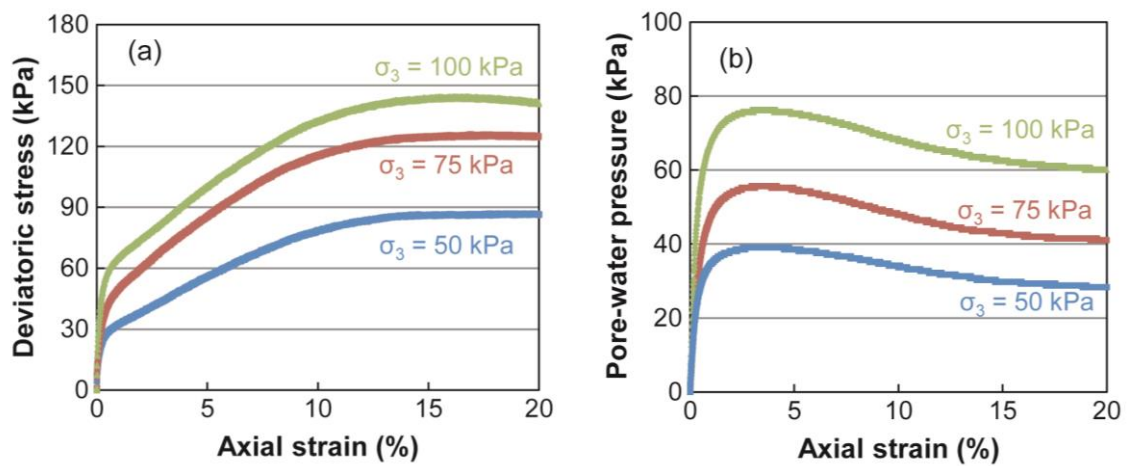 (a)
Deviatoric stress (kPa)
180
150
120
90
60
30
0
σ₃ = 100 kPa
σ₃ = 75 kPa
σ₃ = 50 kPa
0 5 10 15 20
Axial strain (%)
(b)
Pore-water pressure (kPa)
100
80
60
40
20
0
σ₃ = 100 kPa
σ₃ = 75 kPa
σ₃ = 50 kPa
0 5 10 15 20
Axial strain (%)